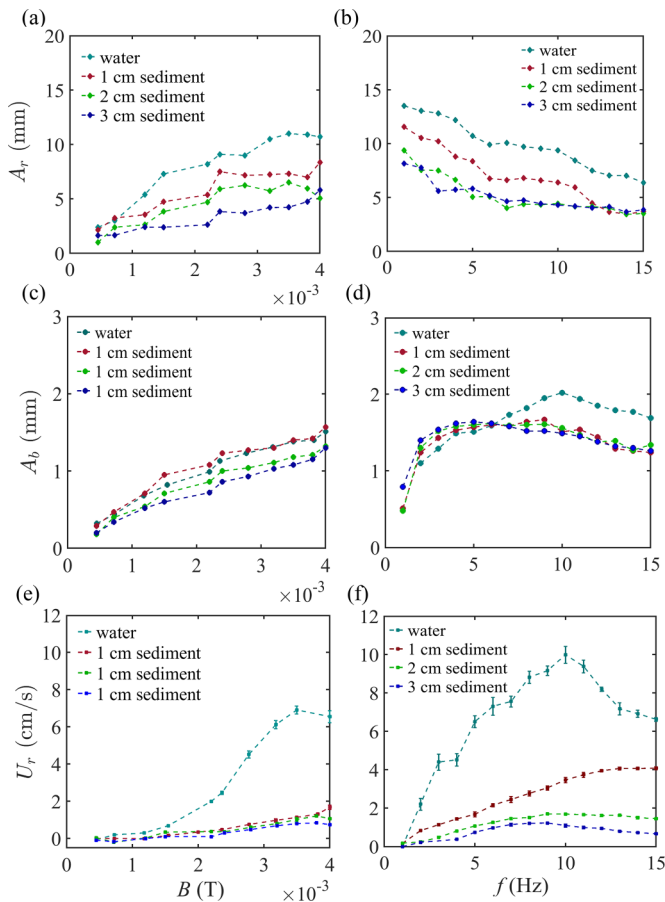 (a)
(b)
20
15
10
5
0
A_r (mm)
water
1 cm sediment
2 cm sediment
3 cm sediment
0 1 2 3 4
×10⁻³
20
15
10
5
0
water
1 cm sediment
2 cm sediment
3 cm sediment
0 5 10 15
(c)
(d)
3
2
1
0
A_b (mm)
water
1 cm sediment
1 cm sediment
1 cm sediment
0 1 2 3 4
×10⁻³
3
2
1
0
water
1 cm sediment
2 cm sediment
3 cm sediment
0 5 10 15
(e)
(f)
12
10
8
6
4
2
0
U_r (cm/s)
water
1 cm sediment
1 cm sediment
1 cm sediment
0 1 2 3 4
B (T)
×10⁻³
12
10
8
6
4
2
0
water
1 cm sediment
2 cm sediment
3 cm sediment
0 5 10 15
f (Hz)